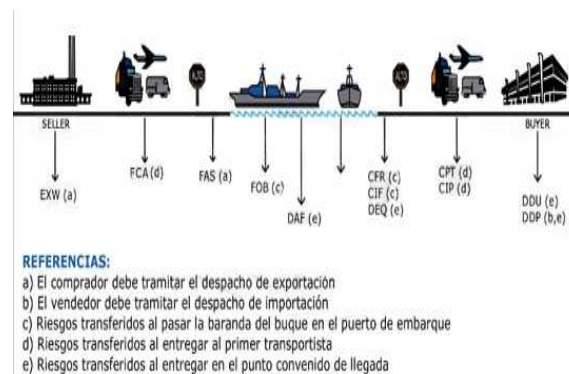 ALTO
ALTO
SELLER
BUYER
EXW (a)
FCA (d)
FAS (a)
FOB (c)
DAF (e)
CFR (c)
CIF (c)
DEQ (e)
CPT (d)
CIP (d)
DDU (e)
DDP (b,e)
REFERENCIAS:
a) El comprador debe tramitar el despacho de exportación
b) El vendedor debe tramitar el despacho de importación
c) Riesgos transferidos al pasar la baranda del buque en el puerto de embarque
d) Riesgos transferidos al entregar al primer transportista
e) Riesgos transferidos al entregar en el punto convenido de llegada